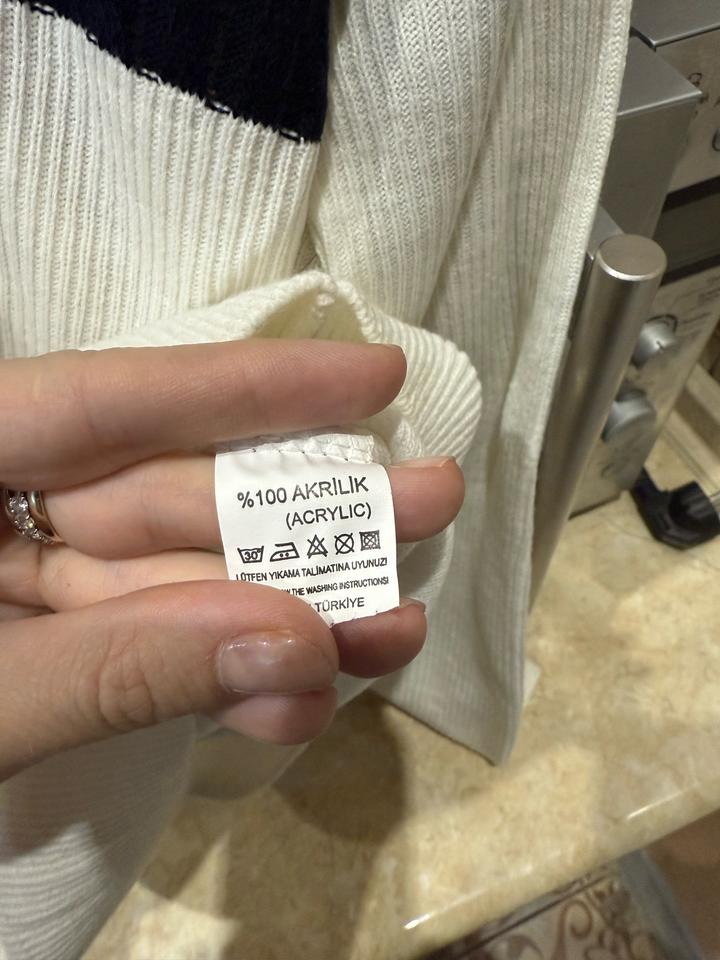 %100 AKRİLİK
(ACRYLIC)
30°
LÜTFEN YIKAMA TALİMATINA UYUNUZ!
THE WASHING INSTRUCTIONS!
TÜRKİYE